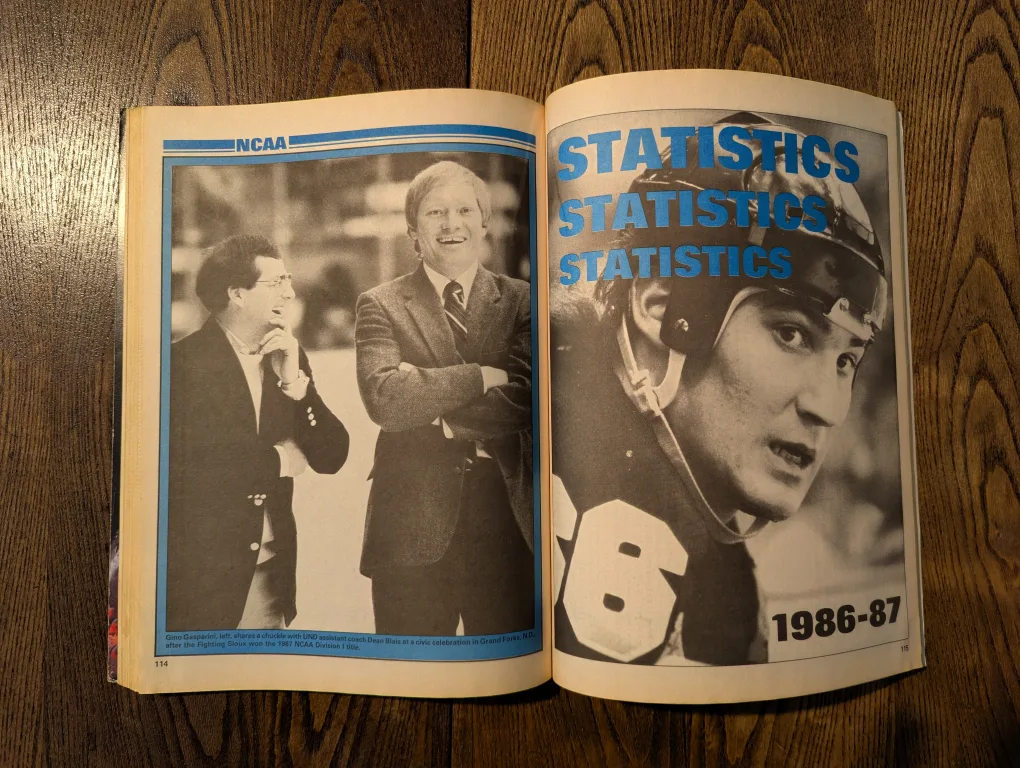 NCAA
Gino Gasparini, left, shares a chuckle with UND assistant coach Dean Blais at a civic celebration in Grand Forks, N.D.,
after the Fighting Sioux won the 1987 NCAA Division I title.
114
STATISTICS
STATISTICS
STATISTICS
8
1986-87
115